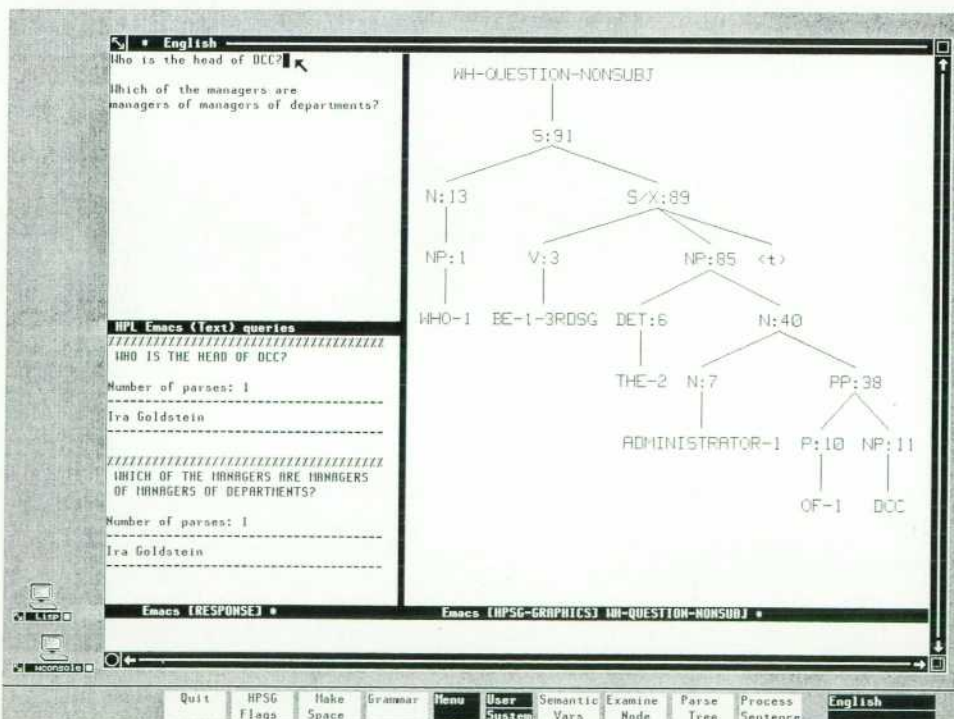 * English
Who is the head of DCC?
Which of the managers are
managers of managers of departments?
HPL Emacs (Text) queries
WHO IS THE HEAD OF DCC?
Number of parses: 1
Ira Goldstein
WHICH OF THE MANAGERS ARE MANAGERS
OF MANAGERS OF DEPARTMENTS?
Number of parses: 1
Ira Goldstein
Emacs [RESPONSE] *
WH-QUESTION-NONSUBJ
S:91
N:13 S/X:89
NP:1 V:3 NP:85 <t>
WHO-1 BE-1-3RDSG DET:6 N:40
THE-2 N:7 PP:38
ADMINISTRATOR-1 P:10 NP:11
OF-1 DCC
Emacs [HPSG-GRAPHICS] WH-QUESTION-NONSUBJ *
Lisp
wconsole
Quit HPSG Make Grammar Menu User Semantic Examine Parse Process English
Flags Space System Vars Node Tree Sentence